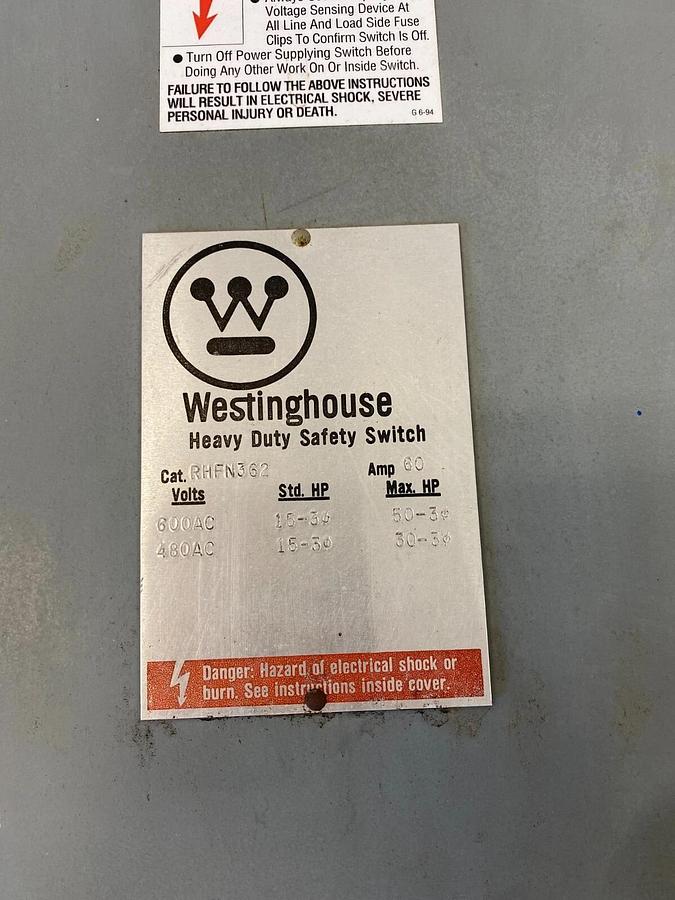 Voltage Sensing Device At
All Line And Load Side Fuse
Clips To Confirm Switch Is Off.
● Turn Off Power Supplying Switch Before
Doing Any Other Work On Or Inside Switch.
FAILURE TO FOLLOW THE ABOVE INSTRUCTIONS
WILL RESULT IN ELECTRICAL SHOCK, SEVERE
PERSONAL INJURY OR DEATH.
G 6-94
W
Westinghouse
Heavy Duty Safety Switch
Cat. RHFN362 Amp 60
Volts Std. HP Max. HP
600AC 15-3ϕ 50-3ϕ
480AC 15-3ϕ 30-3ϕ
Danger: Hazard of electrical shock or
burn. See instructions inside cover.